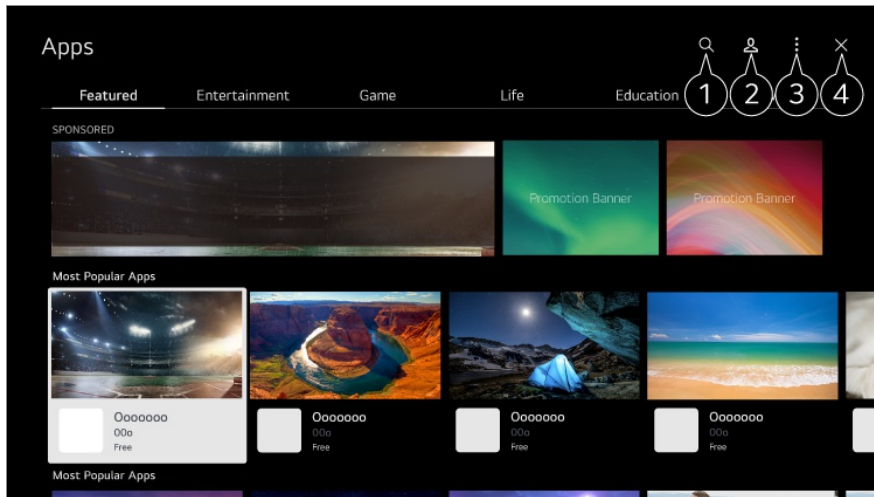 Apps
Featured Entertainment Game Life Education
1 2 3 4
SPONSORED
Promotion Banner Promotion Banner
Most Popular Apps
Ooooooo Ooooooo Ooooooo Ooooooo
00o 00o 00o 00o
Free Free Free Free
Most Popular Apps